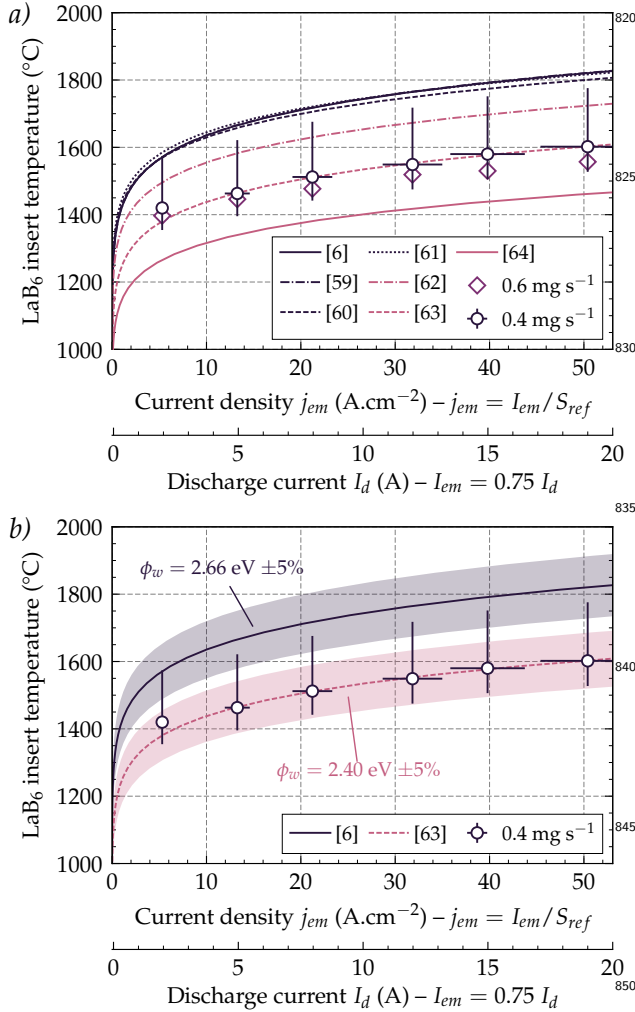 a)
820
2000
1800
1600
825
1400
1200
1000
830
LaB6 insert temperature (°C)
[6]
[61]
[64]
[59]
[62]
0.6 mg s⁻¹
[60]
[63]
0.4 mg s⁻¹
0 10 20 30 40 50
Current density jem (A.cm⁻²) – jem = Iem/Sref
0 5 10 15 20
Discharge current Id (A) – Iem = 0.75 Id
835
b)
2000
1800
1600
840
1400
1200
1000
845
LaB6 insert temperature (°C)
ϕw = 2.66 eV ±5%
ϕw = 2.40 eV ±5%
[6]
[63]
0.4 mg s⁻¹
0 10 20 30 40 50
Current density jem (A.cm⁻²) – jem = Iem/Sref
0 5 10 15 20
Discharge current Id (A) – Iem = 0.75 Id
850